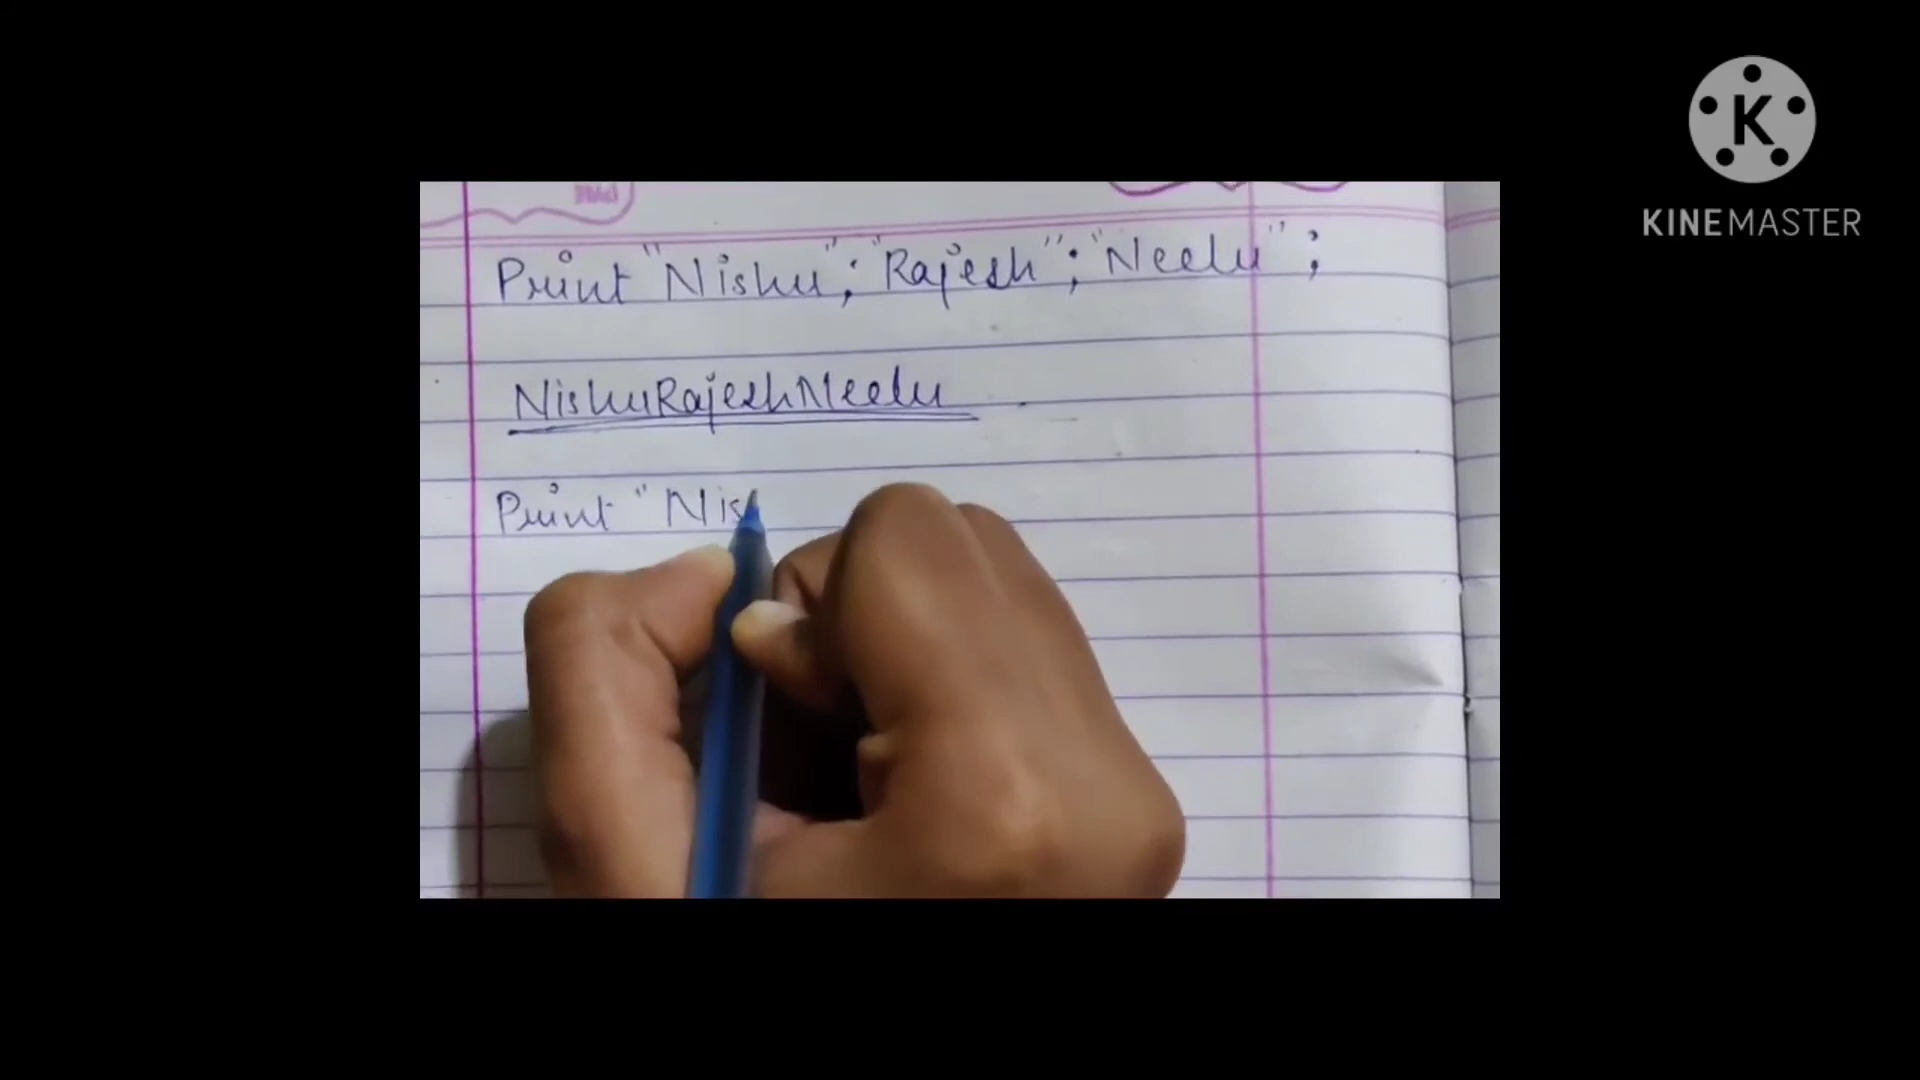 Print "Nishu"; "Rajesh"; "Neelu";
NishuRajeshNeelu
Print "Nis
K
KINEMASTER